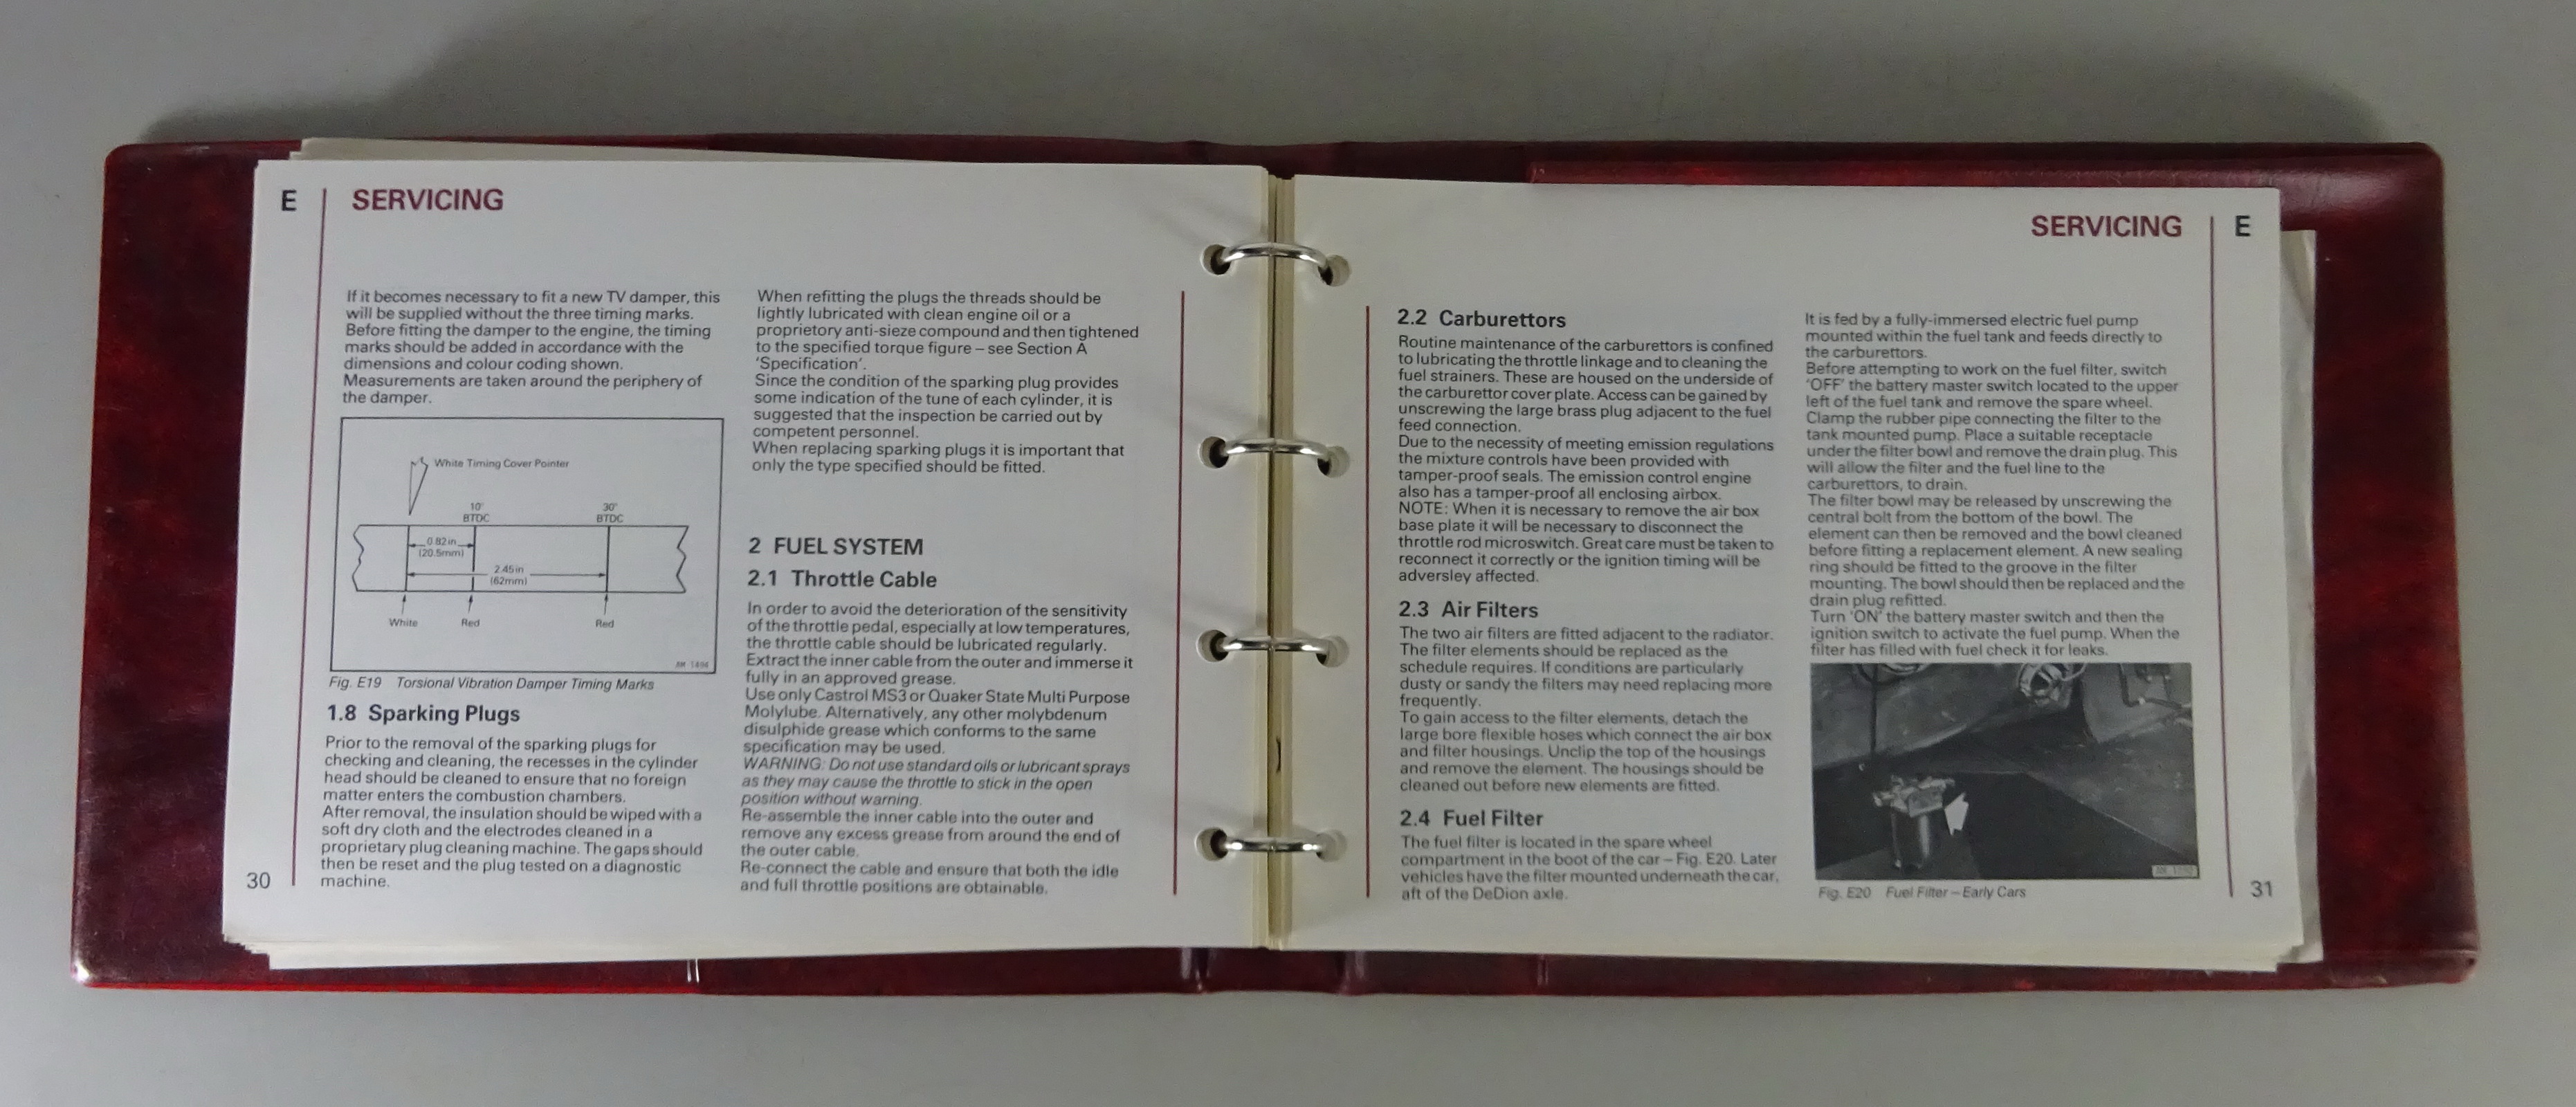 E
SERVICING
If it becomes necessary to fit a new TV damper, this
will be supplied without the three timing marks.
Before fitting the damper to the engine, the timing
marks should be added in accordance with the
dimensions and colour coding shown.
Measurements are taken around the periphery of
the damper.
White Timing Cover Pointer
10°
BTDC
30°
BTDC
0.82in
(20.5mm)
2.45in
(62mm)
White
Red
Red
Fig. E19 Torsional Vibration Damper Timing Marks
1.8 Sparking Plugs
Prior to the removal of the sparking plugs for
checking and cleaning, the recesses in the cylinder
head should be cleaned to ensure that no foreign
matter enters the combustion chambers.
After removal, the insulation should be wiped with a
soft dry cloth and the electrodes cleaned in a
proprietary plug cleaning machine. The gaps should
then be reset and the plug tested on a diagnostic
machine.
30
When refitting the plugs the threads should be
lightly lubricated with clean engine oil or a
proprietory anti-sieze compound and then tightened
to the specified torque figure – see Section A
'Specification'.
Since the condition of the sparking plug provides
some indication of the tune of each cylinder, it is
suggested that the inspection be carried out by
competent personnel.
When replacing sparking plugs it is important that
only the type specified should be fitted.
2 FUEL SYSTEM
2.1 Throttle Cable
In order to avoid the deterioration of the sensitivity
of the throttle pedal, especially at low temperatures,
the throttle cable should be lubricated regularly.
Extract the inner cable from the outer and immerse it
fully in an approved grease.
Use only Castrol MS3 or Quaker State Multi Purpose
Molylube. Alternatively, any other molybdenum
disulphide grease which conforms to the same
specification may be used.
WARNING: Do not use standard oils or lubricant sprays
as they may cause the throttle to stick in the open
position without warning.
Re-assemble the inner cable into the outer and
remove any excess grease from around the end of
the outer cable.
Re-connect the cable and ensure that both the idle
and full throttle positions are obtainable.
SERVICING
E
2.2 Carburettors
Routine maintenance of the carburettors is confined
to lubricating the throttle linkage and to cleaning the
fuel strainers. These are housed on the underside of
the carburettor cover plate. Access can be gained by
unscrewing the large brass plug adjacent to the fuel
feed connection.
Due to the necessity of meeting emission regulations
the mixture controls have been provided with
tamper-proof seals. The emission control engine
also has a tamper-proof all enclosing airbox.
NOTE: When it is necessary to remove the air box
base plate it will be necessary to disconnect the
throttle rod microswitch. Great care must be taken to
reconnect it correctly or the ignition timing will be
adversley affected.
2.3 Air Filters
The two air filters are fitted adjacent to the radiator.
The filter elements should be replaced as the
schedule requires. If conditions are particularly
dusty or sandy the filters may need replacing more
frequently.
To gain access to the filter elements, detach the
large bore flexible hoses which connect the air box
and filter housings. Unclip the top of the housings
and remove the element. The housings should be
cleaned out before new elements are fitted.
2.4 Fuel Filter
The fuel filter is located in the spare wheel
compartment in the boot of the car – Fig. E20. Later
vehicles have the filter mounted underneath the car,
aft of the DeDion axle.
It is fed by a fully-immersed electric fuel pump
mounted within the fuel tank and feeds directly to
the carburettors.
Before attempting to work on the fuel filter, switch
'OFF' the battery master switch located to the upper
left of the fuel tank and remove the spare wheel.
Clamp the rubber pipe connecting the filter to the
tank mounted pump. Place a suitable receptacle
under the filter bowl and remove the drain plug. This
will allow the filter and the fuel line to the
carburettors, to drain.
The filter bowl may be released by unscrewing the
central bolt from the bottom of the bowl. The
element can then be removed and the bowl cleaned
before fitting a replacement element. A new sealing
ring should be fitted to the groove in the filter
mounting. The bowl should then be replaced and the
drain plug refitted.
Turn 'ON' the battery master switch and then the
ignition switch to activate the fuel pump. When the
filter has filled with fuel check it for leaks.
Fig. E20 Fuel Filter – Early Cars
31